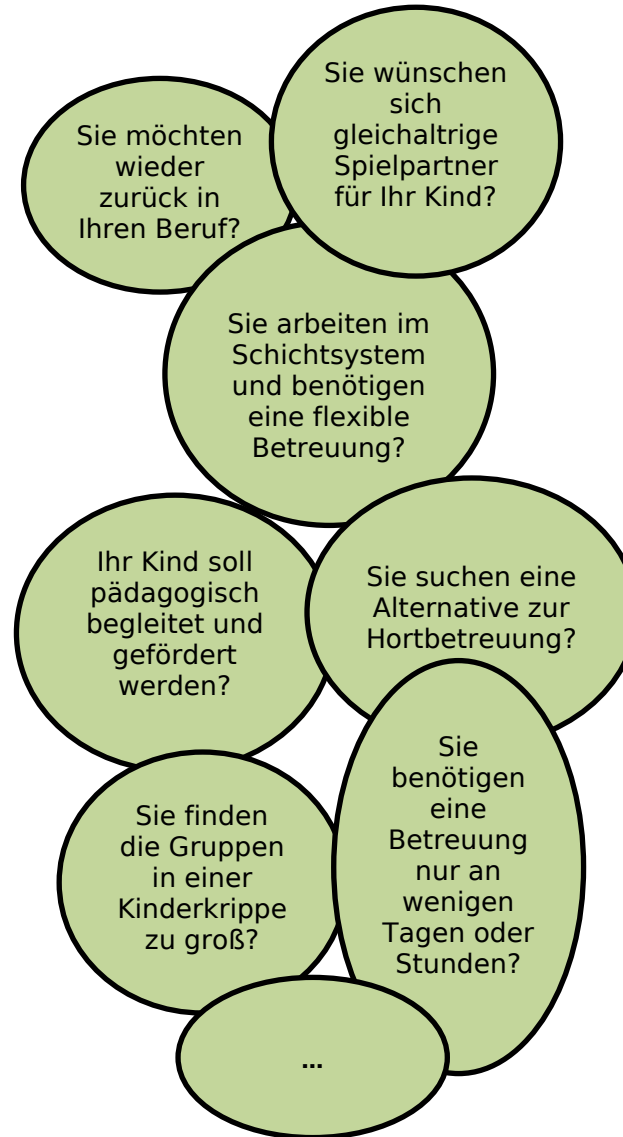 Sie möchten
wieder
zurück in
Ihren Beruf?
Sie wünschen
sich
gleichaltrige
Spielpartner
für Ihr Kind?
Sie arbeiten im
Schichtsystem
und benötigen
eine flexible
Betreuung?
Ihr Kind soll
pädagogisch
begleitet und
gefördert
werden?
Sie suchen eine
Alternative zur
Hortbetreuung?
Sie finden
die Gruppen
in einer
Kinderkrippe
zu groß?
Sie
benötigen
eine
Betreuung
nur an
wenigen
Tagen oder
Stunden?
...